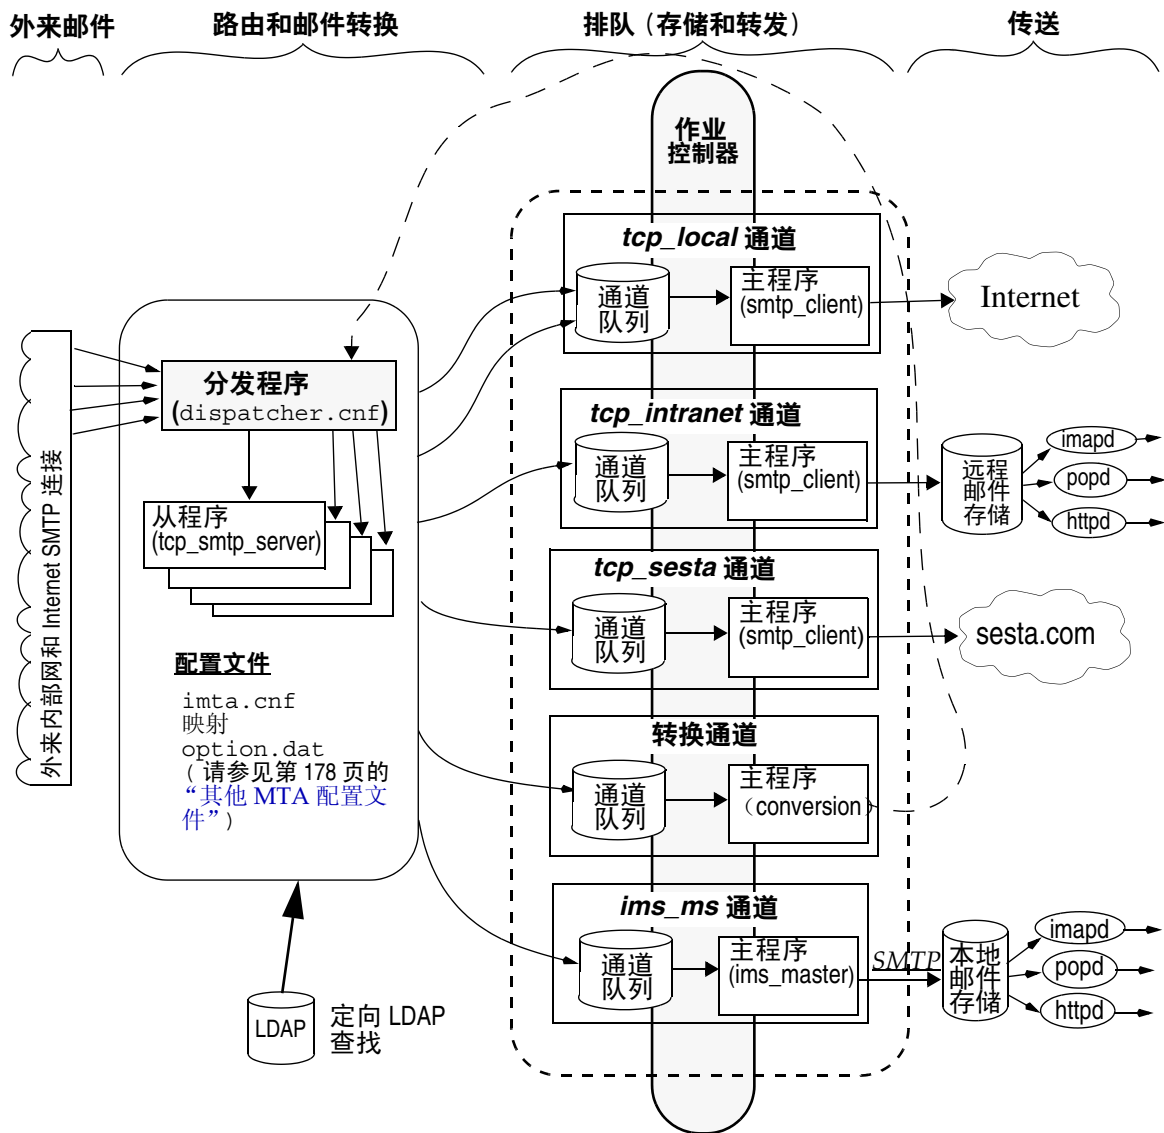 外来邮件
路由和邮件转换
排队（存储和转发）
传送
作业
控制器
tcp_local 通道
通道
队列
主程序
(smtp_client)
Internet
外来内部网和 Internet SMTP 连接
分发程序
(dispatcher.cnf)
从程序
(tcp_smtp_server)
配置文件
imta.cnf
映射
option.dat
( 请参见第 178 页的
“其他 MTA 配置文
件”)
LDAP
定向 LDAP
查找
tcp_intranet 通道
通道
队列
主程序
(smtp_client)
远程
邮件
存储
imapd
popd
httpd
tcp_sesta 通道
通道
队列
主程序
(smtp_client)
sesta.com
转换通道
通道
队列
主程序
（conversion）
ims_ms 通道
通道
队列
主程序
(ims_master)
SMTP
本地
邮件
存储
imapd
popd
httpd